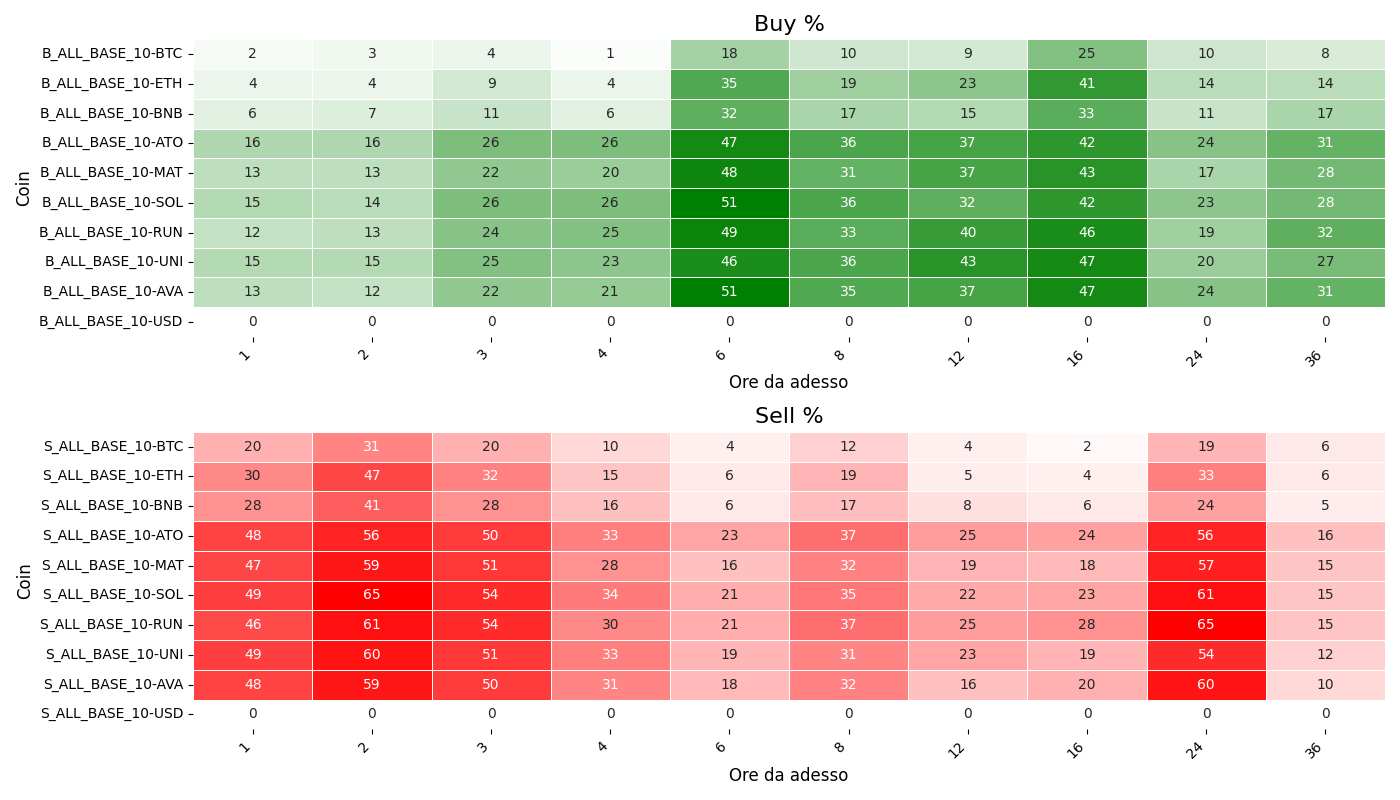 Buy %
Coin
B_ALL_BASE_10-BTC 2 3 4 1 18 10 9 25 10 8
B_ALL_BASE_10-ETH 4 4 9 4 35 19 23 41 14 14
B_ALL_BASE_10-BNB 6 7 11 6 32 17 15 33 11 17
B_ALL_BASE_10-ATO 16 16 26 26 47 36 37 42 24 31
B_ALL_BASE_10-MAT 13 13 22 20 48 31 37 43 17 28
B_ALL_BASE_10-SOL 15 14 26 26 51 36 32 42 23 28
B_ALL_BASE_10-RUN 12 13 24 25 49 33 40 46 19 32
B_ALL_BASE_10-UNI 15 15 25 23 46 36 43 47 20 27
B_ALL_BASE_10-AVA 13 12 22 21 51 35 37 47 24 31
B_ALL_BASE_10-USD 0 0 0 0 0 0 0 0 0 0
1 2 3 4 6 8 12 16 24 36
Ore da adesso
Sell %
Coin
S_ALL_BASE_10-BTC 20 31 20 10 4 12 4 2 19 6
S_ALL_BASE_10-ETH 30 47 32 15 6 19 5 4 33 6
S_ALL_BASE_10-BNB 28 41 28 16 6 17 8 6 24 5
S_ALL_BASE_10-ATO 48 56 50 33 23 37 25 24 56 16
S_ALL_BASE_10-MAT 47 59 51 28 16 32 19 18 57 15
S_ALL_BASE_10-SOL 49 65 54 34 21 35 22 23 61 15
S_ALL_BASE_10-RUN 46 61 54 30 21 37 25 28 65 15
S_ALL_BASE_10-UNI 49 60 51 33 19 31 23 19 54 12
S_ALL_BASE_10-AVA 48 59 50 31 18 32 16 20 60 10
S_ALL_BASE_10-USD 0 0 0 0 0 0 0 0 0 0
1 2 3 4 6 8 12 16 24 36
Ore da adesso